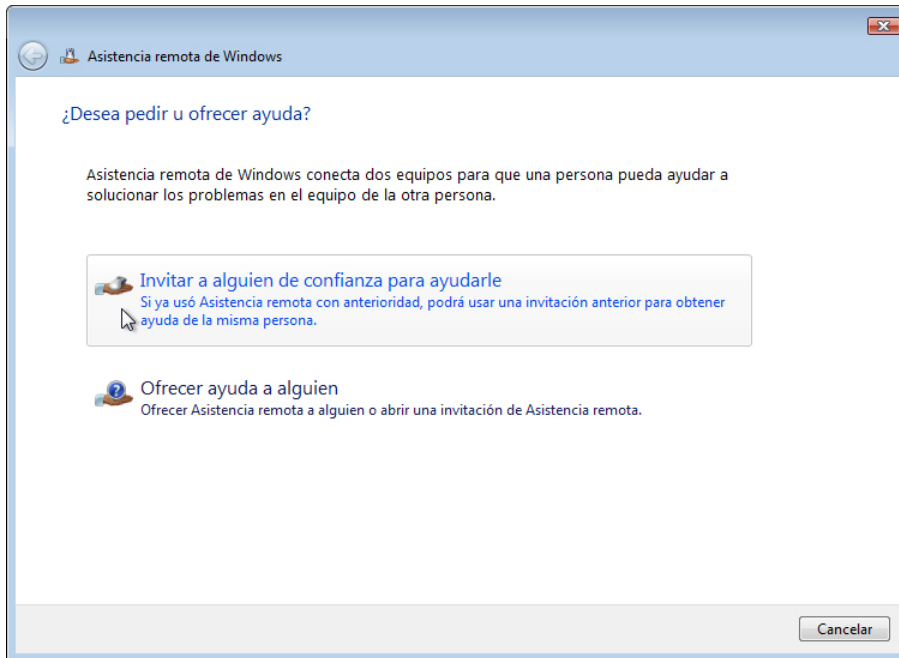 Asistencia remota de Windows
¿Desea pedir u ofrecer ayuda?
Asistencia remota de Windows conecta dos equipos para que una persona pueda ayudar a
solucionar los problemas en el equipo de la otra persona.
Invitar a alguien de confianza para ayudarle
Si ya usó Asistencia remota con anterioridad, podrá usar una invitación anterior para obtener
ayuda de la misma persona.
Ofrecer ayuda a alguien
Ofrecer Asistencia remota a alguien o abrir una invitación de Asistencia remota.
Cancelar